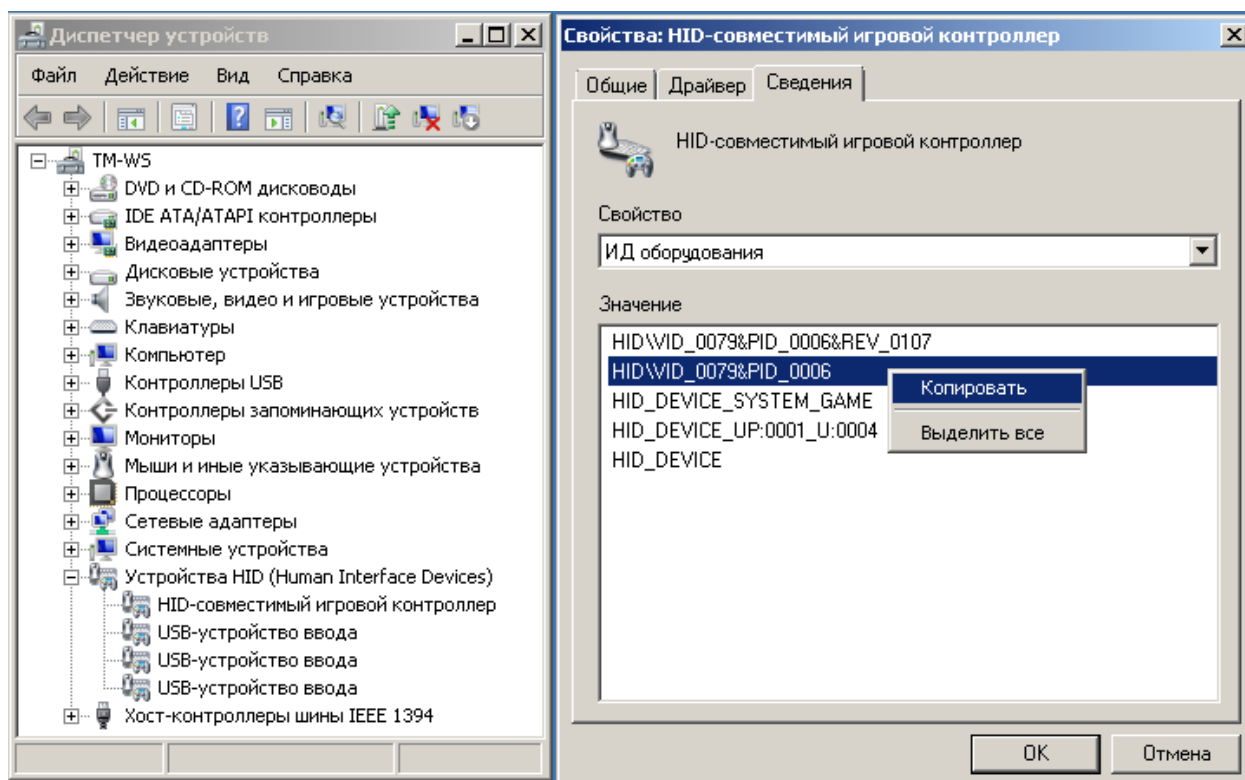 Диспетчер устройств
Файл Действие Вид Справка
TM-WS
DVD и CD-ROM дисководы
IDE ATA/ATAPI контроллеры
Видеоадаптеры
Дисковые устройства
Звуковые, видео и игровые устройства
Клавиатуры
Компьютер
Контроллеры USB
Контроллеры запоминающих устройств
Мониторы
Мыши и иные указывающие устройства
Процессоры
Сетевые адаптеры
Системные устройства
Устройства HID (Human Interface Devices)
HID-совместимый игровой контроллер
USB-устройство ввода
USB-устройство ввода
USB-устройство ввода
Хост-контроллеры шины IEEE 1394
Свойства: HID-совместимый игровой контроллер
Общие Драйвер Сведения
HID-совместимый игровой контроллер
Свойство
ИД оборудования
Значение
HID\VID_0079&PID_0006&REV_0107
HID\VID_0079&PID_0006
HID_DEVICE_SYSTEM_GAME
HID_DEVICE_UP:0001_U:0004
HID_DEVICE
Копировать
Выделить все
OK Отмена